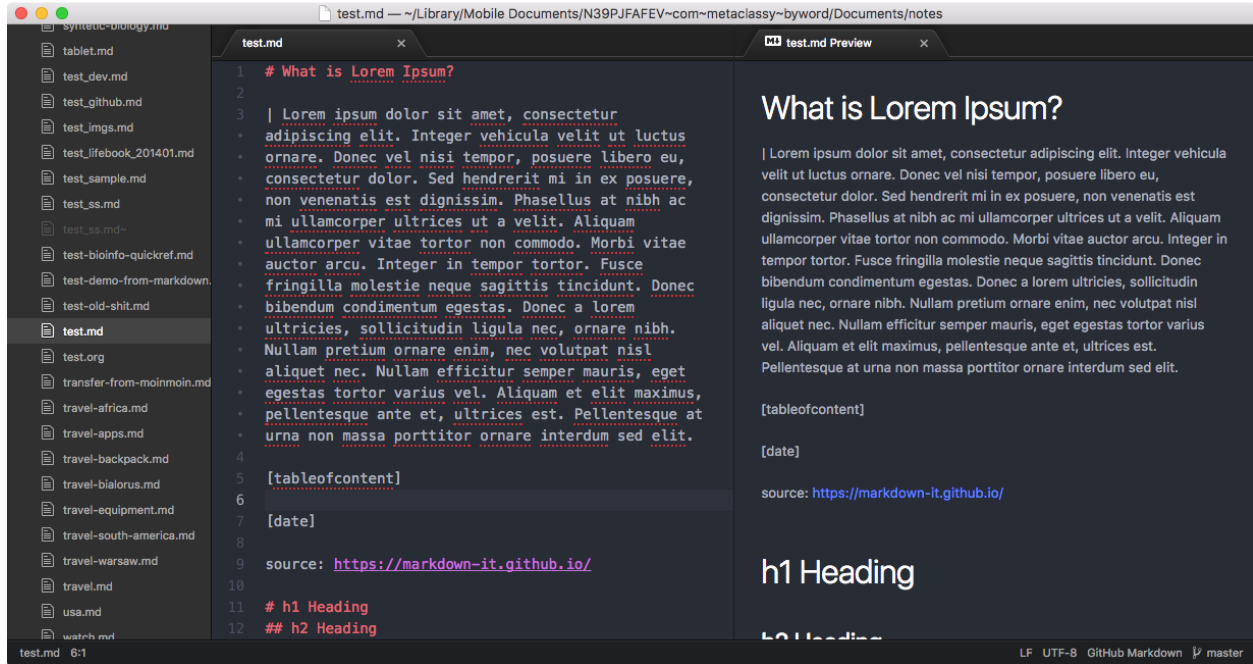 test.md — ~/Library/Mobile Documents/N39PJFAFEV~com~metaclassy~byword/Documents/notes
synthetic-biology.md
tablet.md
test_dev.md
test_github.md
test_imgs.md
test_lifebook_201401.md
test_sample.md
test_ss.md
test_ss.md~
test-bioinfo-quickref.md
test-demo-from-markdown.
test-old-shit.md
test.md
test.org
transfer-from-moinmoin.md
travel-africa.md
travel-apps.md
travel-backpack.md
travel-bialorus.md
travel-equipment.md
travel-south-america.md
travel-warsaw.md
travel.md
usa.md
watch.md
test.md ×
1 # What is Lorem Ipsum?
2
3 | Lorem ipsum dolor sit amet, consectetur
• adipiscing elit. Integer vehicula velit ut luctus
• ornare. Donec vel nisi tempor, posuere libero eu,
• consectetur dolor. Sed hendrerit mi in ex posuere,
• non venenatis est dignissim. Phasellus at nibh ac
• mi ullamcorper ultrices ut a velit. Aliquam
• ullamcorper vitae tortor non commodo. Morbi vitae
• auctor arcu. Integer in tempor tortor. Fusce
• fringilla molestie neque sagittis tincidunt. Donec
• bibendum condimentum egestas. Donec a lorem
• ultricies, sollicitudin ligula nec, ornare nibh.
• Nullam pretium ornare enim, nec volutpat nisl
• aliquet nec. Nullam efficitur semper mauris, eget
• egestas tortor varius vel. Aliquam et elit maximus,
• pellentesque ante et, ultrices est. Pellentesque at
• urna non massa porttitor ornare interdum sed elit.
4
5 [tableofcontent]
6
7 [date]
8
9 source: https://markdown-it.github.io/
10
11 # h1 Heading
12 ## h2 Heading
M↓ test.md Preview ×
What is Lorem Ipsum?
| Lorem ipsum dolor sit amet, consectetur adipiscing elit. Integer vehicula
velit ut luctus ornare. Donec vel nisi tempor, posuere libero eu,
consectetur dolor. Sed hendrerit mi in ex posuere, non venenatis est
dignissim. Phasellus at nibh ac mi ullamcorper ultrices ut a velit. Aliquam
ullamcorper vitae tortor non commodo. Morbi vitae auctor arcu. Integer in
tempor tortor. Fusce fringilla molestie neque sagittis tincidunt. Donec
bibendum condimentum egestas. Donec a lorem ultricies, sollicitudin
ligula nec, ornare nibh. Nullam pretium ornare enim, nec volutpat nisl
aliquet nec. Nullam efficitur semper mauris, eget egestas tortor varius
vel. Aliquam et elit maximus, pellentesque ante et, ultrices est.
Pellentesque at urna non massa porttitor ornare interdum sed elit.
[tableofcontent]
[date]
source: https://markdown-it.github.io/
h1 Heading
h2 Heading
test.md 6:1
LF UTF-8 GitHub Markdown master